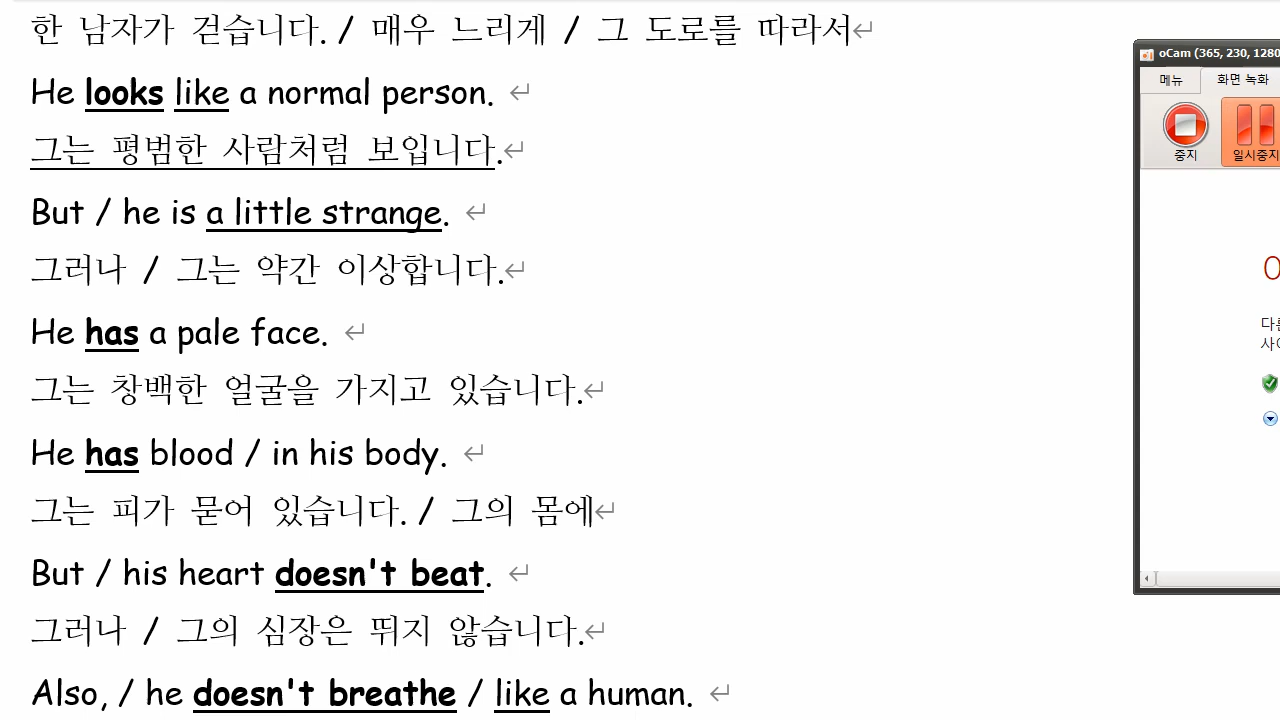 한 남자가 걷습니다. / 매우 느리게 / 그 도로를 따라서↵
He looks like a normal person. ↵
그는 평범한 사람처럼 보입니다.↵
But / he is a little strange. ↵
그러나 / 그는 약간 이상합니다.↵
He has a pale face. ↵
그는 창백한 얼굴을 가지고 있습니다.↵
He has blood / in his body. ↵
그는 피가 묻어 있습니다. / 그의 몸에↵
But / his heart doesn't beat. ↵
그러나 / 그의 심장은 뛰지 않습니다.↵
Also, / he doesn't breathe / like a human. ↵
oCam (365, 230, 1280
메뉴 화면 녹화
중지 일시중지